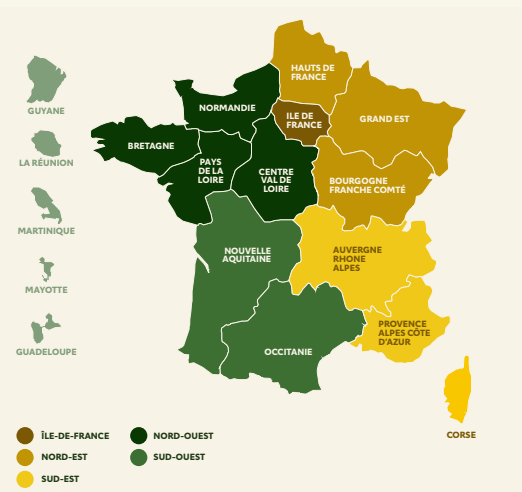 HAUTS DE
FRANCE
NORMANDIE
ILE DE
FRANCE
GRAND EST
BRETAGNE
PAYS
DE LA
LOIRE
CENTRE
VAL DE
LOIRE
BOURGOGNE
FRANCHE COMTÉ
NOUVELLE
AQUITAINE
AUVERGNE
RHONE
ALPES
PROVENCE
ALPES CÔTE
D'AZUR
OCCITANIE
CORSE
GUYANE
LA RÉUNION
MARTINIQUE
MAYOTTE
GUADELOUPE
ÎLE-DE-FRANCE
NORD-EST
SUD-EST
NORD-OUEST
SUD-OUEST